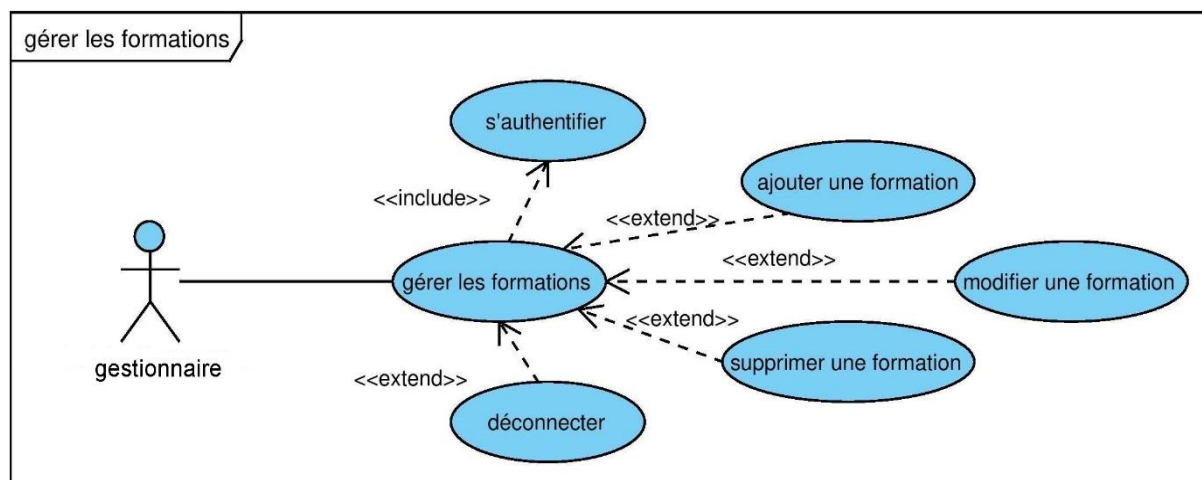 gérer les formations
s'authentifier
<<include>>
ajouter une formation
<<extend>>
<<extend>>
gérer les formations
modifier une formation
<<extend>>
gestionnaire
supprimer une formation
<<extend>>
déconnecter